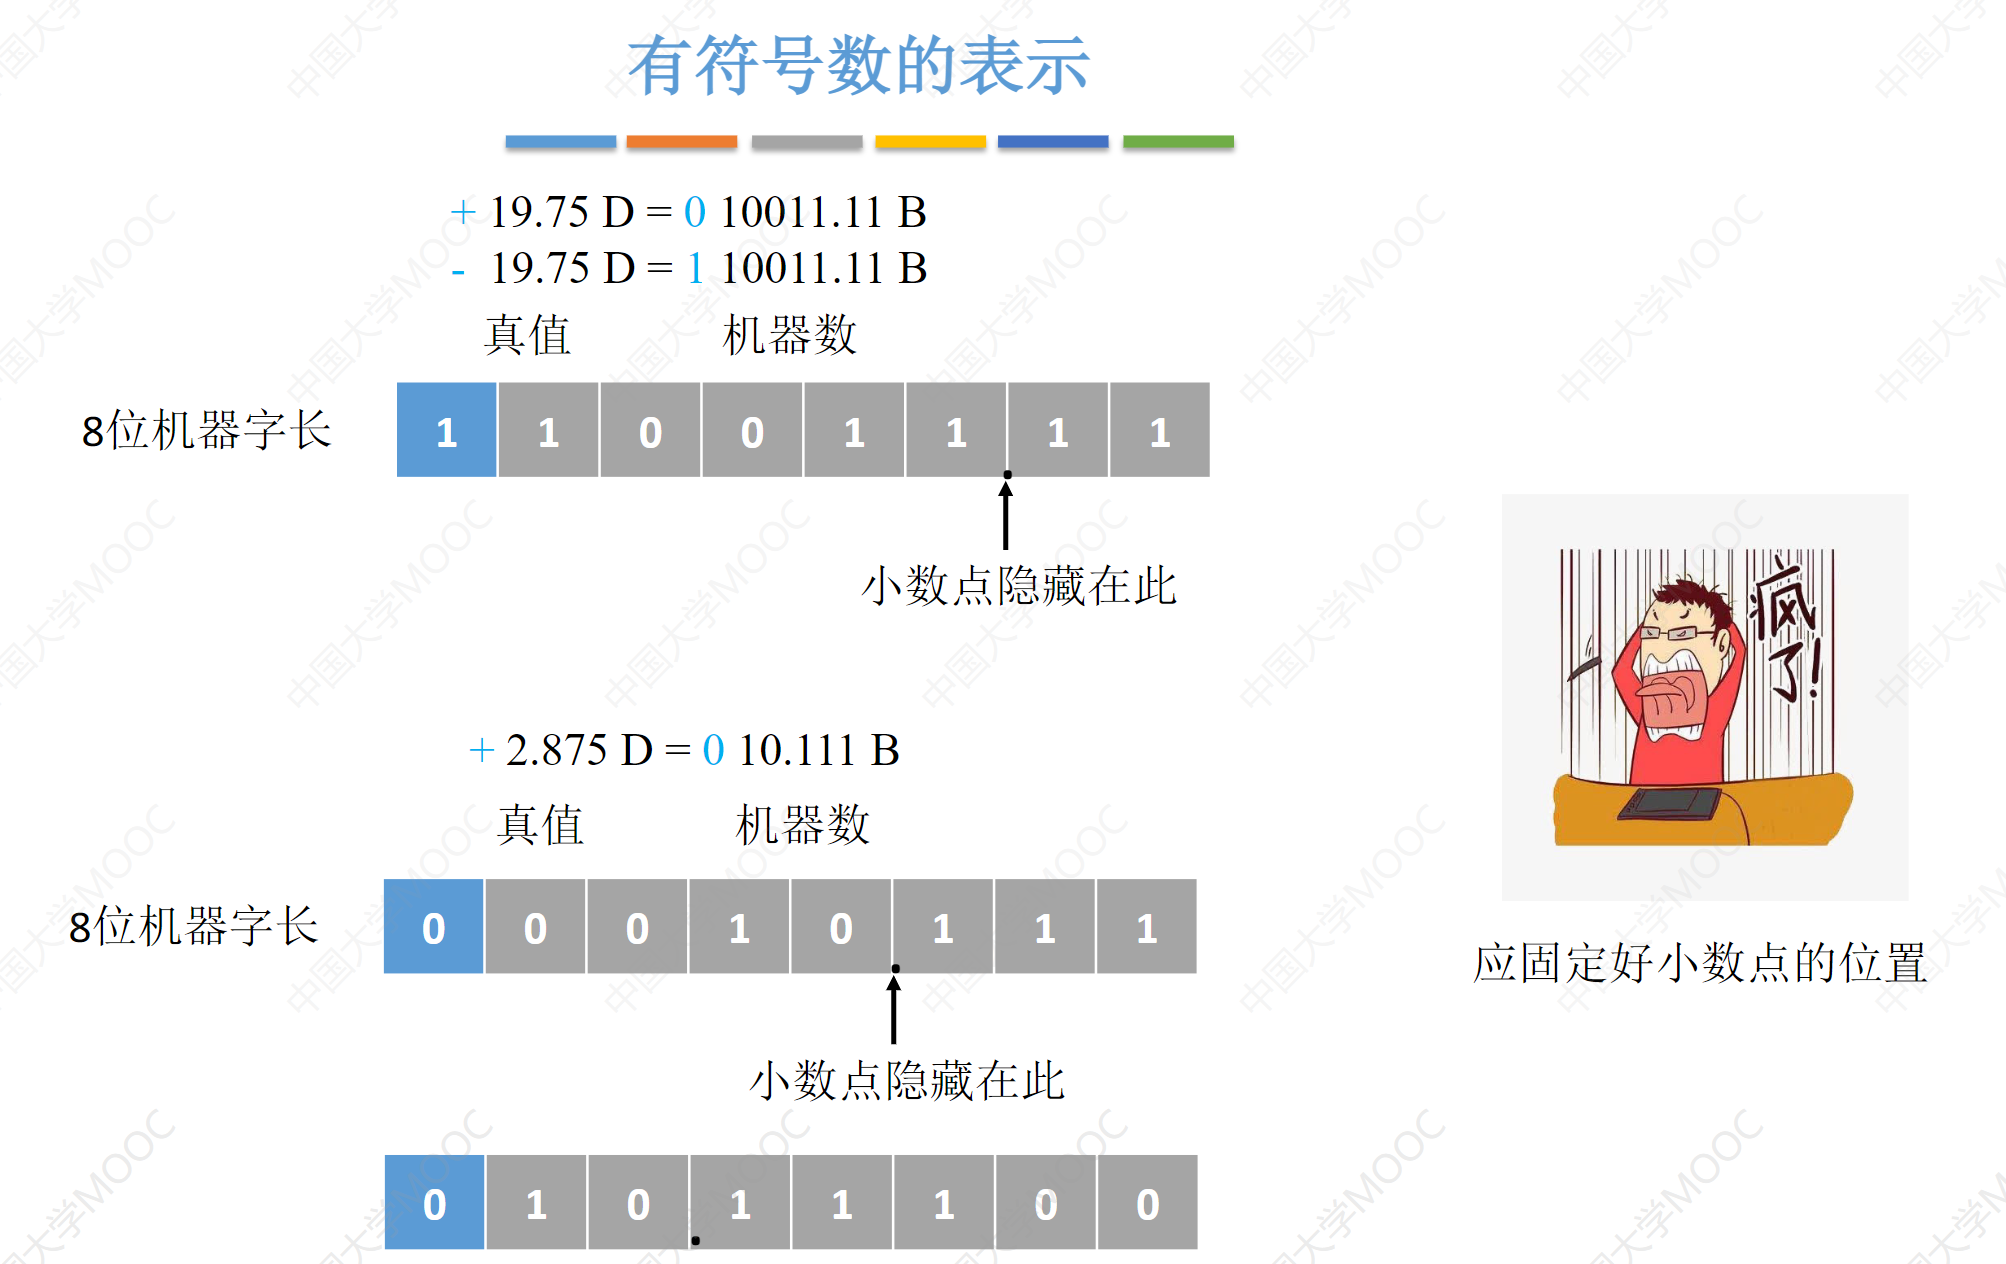 有符号数的表示
+ 19.75 D = 0 10011.11 B
- 19.75 D = 1 10011.11 B
真值 机器数
8位机器字长 1 1 0 0 1 1 1 1
小数点隐藏在此
疯了!
+ 2.875 D = 0 10.111 B
真值 机器数
8位机器字长 0 0 0 1 0 1 1 1
应固定好小数点的位置
小数点隐藏在此
0 1 0 1 1 1 0 0
中国大学MOOC